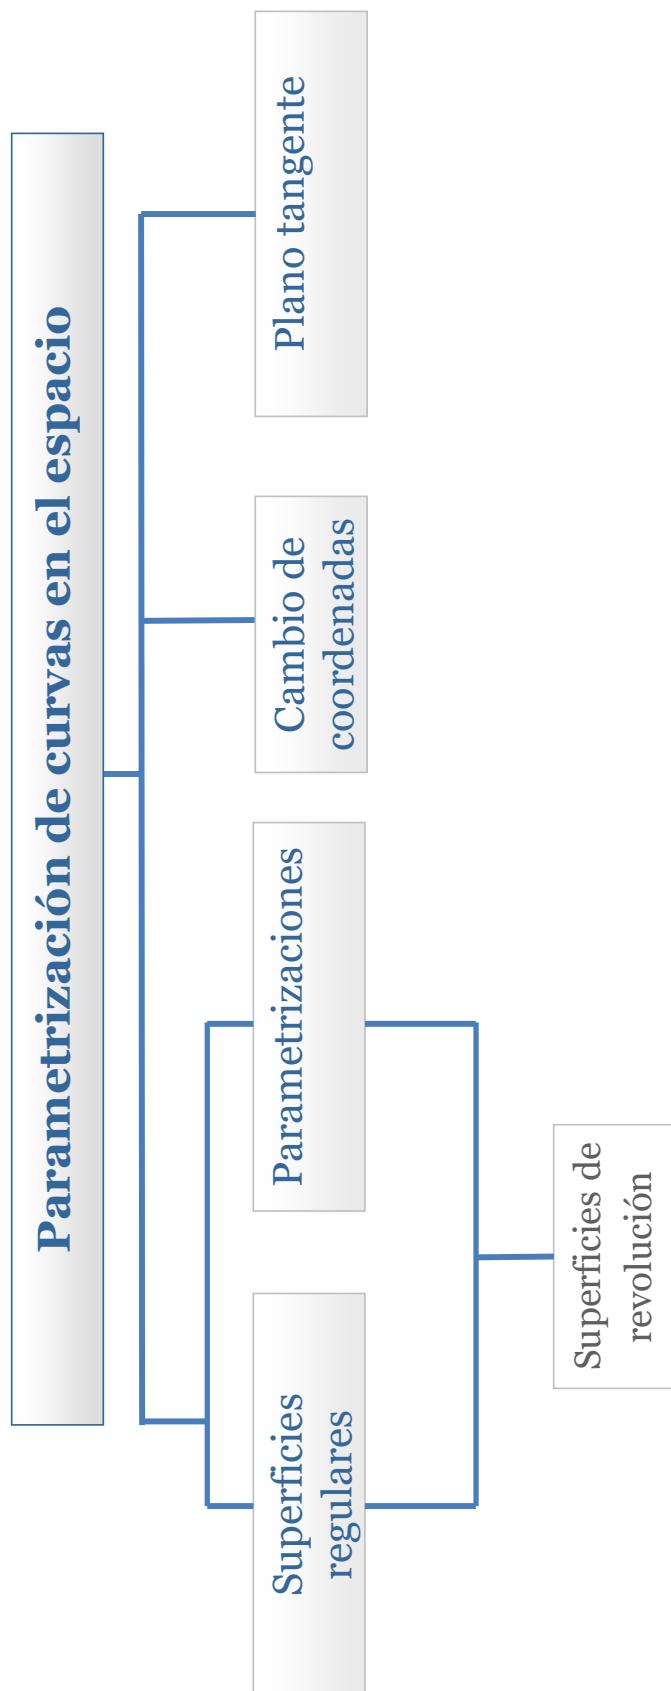 Parametrización de curvas en el espacio
Superficies
regulares
Parametrizaciones
Cambio de
coordenadas
Plano tangente
Superficies de
revolución